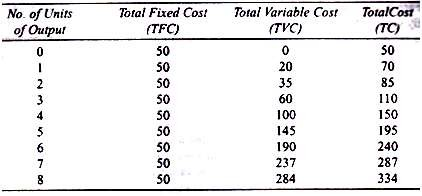 No. of Units of Output Total Fixed Cost (TFC) Total Variable Cost (TVC) TotalCost (TC)
0 50 0 50
1 50 20 70
2 50 35 85
3 50 60 110
4 50 100 150
5 50 145 195
6 50 190 240
7 50 237 287
8 50 284 334